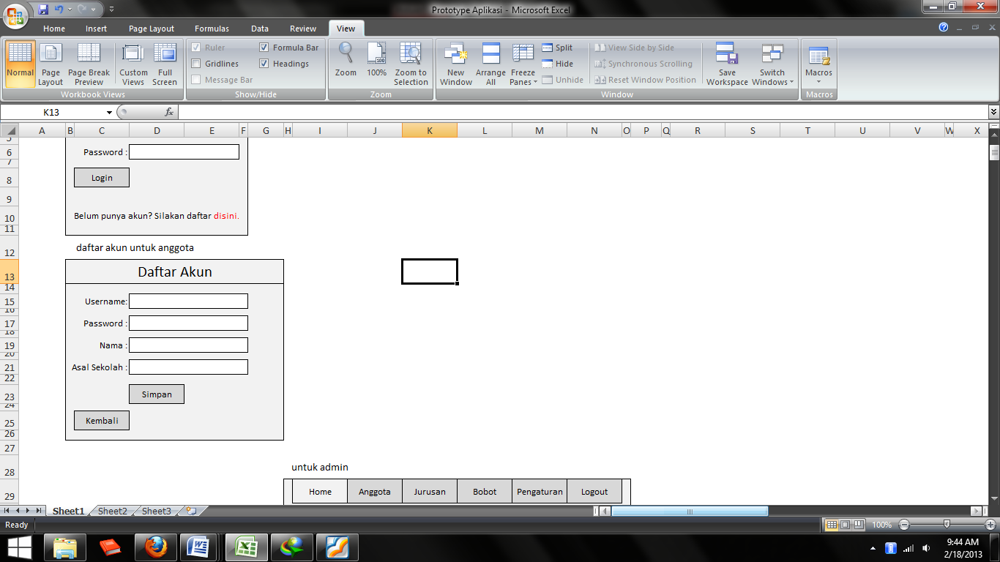 Prototype Aplikasi - Microsoft Excel
Home Insert Page Layout Formulas Data Review View
Normal Page Layout Page Break Preview Custom Views Full Screen
Workbook Views
Ruler Formula Bar
Gridlines Headings
Message Bar
Show/Hide
Zoom 100% Zoom to Selection
Zoom
New Window Arrange All Freeze Panes
Split
Hide
Unhide
View Side by Side
Synchronous Scrolling
Reset Window Position
Save Workspace Switch Windows
Window
Macros
Macros
K13 fx
A B C D E F G H I J K L M N O P Q R S T U V W X
5
6 Password :
7
8 Login
9
10 Belum punya akun? Silakan daftar disini.
11
12 daftar akun untuk anggota
13 Daftar Akun
14
15 Username:
16
17 Password :
18
19 Nama :
20
21 Asal Sekolah :
22
23 Simpan
24
25 Kembali
26
27
28 untuk admin
29 Home Anggota Jurusan Bobot Pengaturan Logout
Sheet1 Sheet2 Sheet3
Ready 100%
9:44 AM
2/18/2013